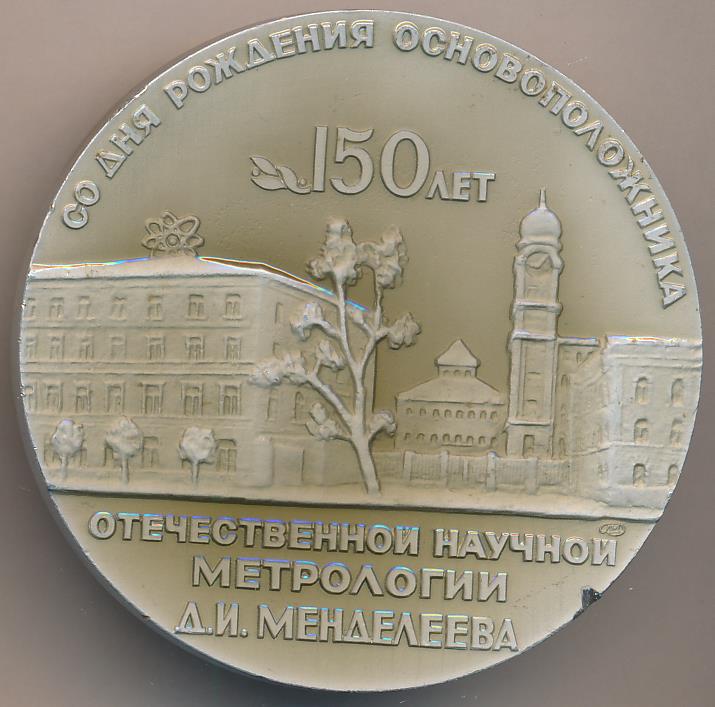 СО ДНЯ РОЖДЕНИЯ ОСНОВОПОЛОЖНИКА
150 ЛЕТ
ОТЕЧЕСТВЕННОЙ НАУЧНОЙ
МЕТРОЛОГИИ
Д.И. МЕНДЕЛЕЕВА